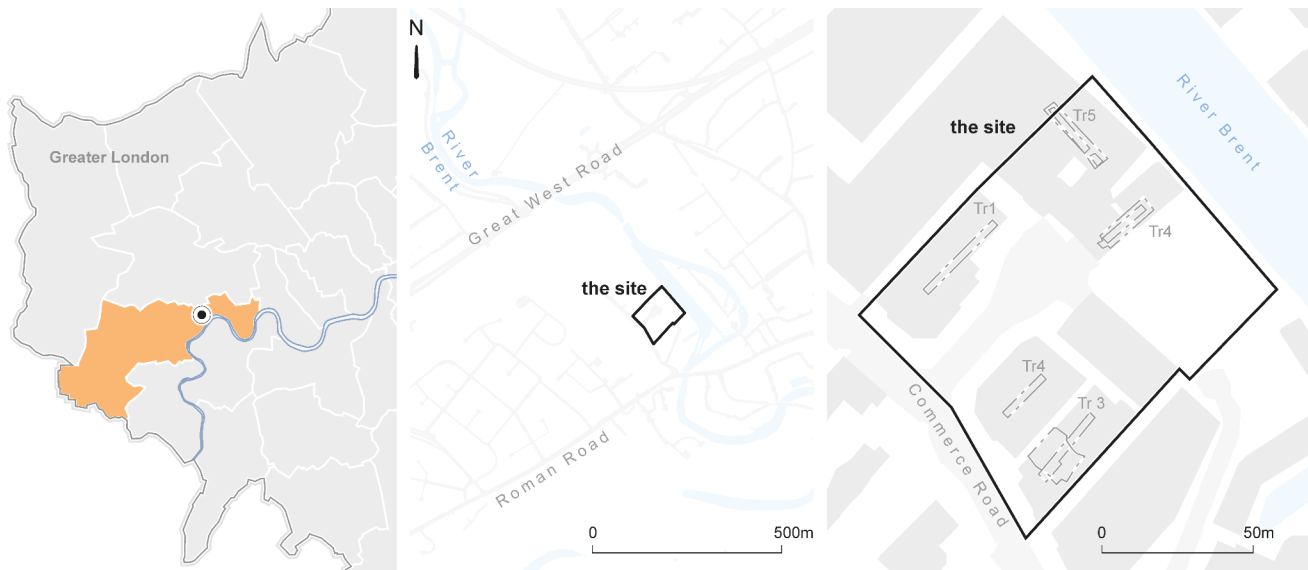 Greater London
N
River
Brent
Great West Road
the site
Roman Road
0 500m
River Brent
the site
Tr5
Tr1
Tr4
Tr4
Tr 3
Commerce Road
0 50m